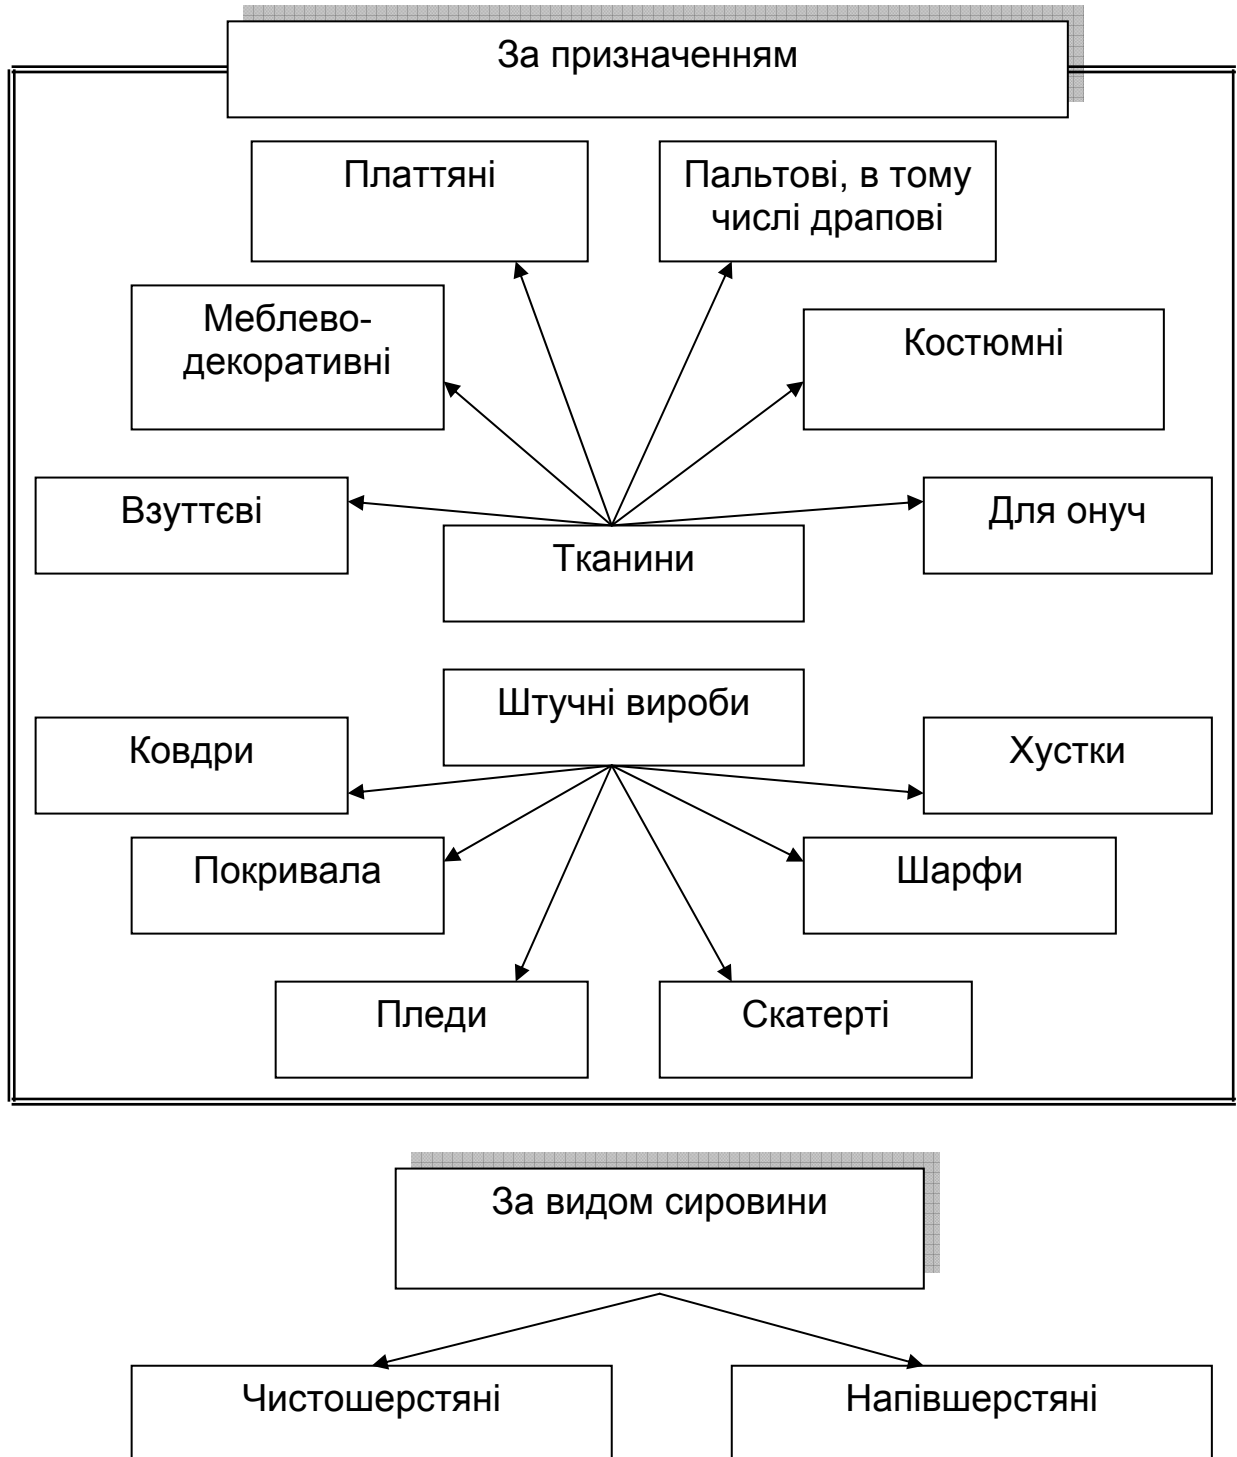 За призначенням
Платтяні
Пальтові, в тому
числі драпові
Меблево-
декоративні
Костюмні
Взуттєві
Для онуч
Тканини
Штучні вироби
Ковдри
Хустки
Покривала
Шарфи
Пледи
Скатерті
За видом сировини
Чистошерстяні
Напівшерстяні